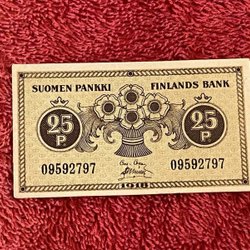 SUOMEN PANKKI FINLANDS BANK
25 P 25 P
09592797 09592797
1918